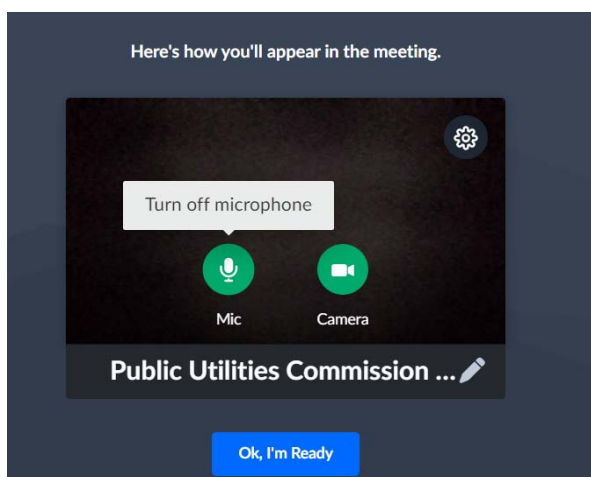 Here's how you'll appear in the meeting.
Turn off microphone
Mic Camera
Public Utilities Commission ...
Ok, I'm Ready